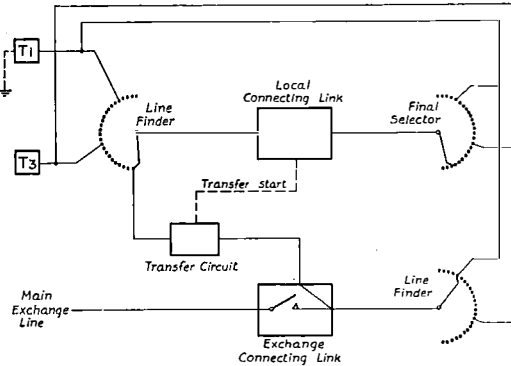 T1
T3
Line
Finder
Local
Connecting Link
Final
Selector
Transfer start
Transfer Circuit
Main
Exchange
Line
Line
Finder
Exchange
Connecting Link